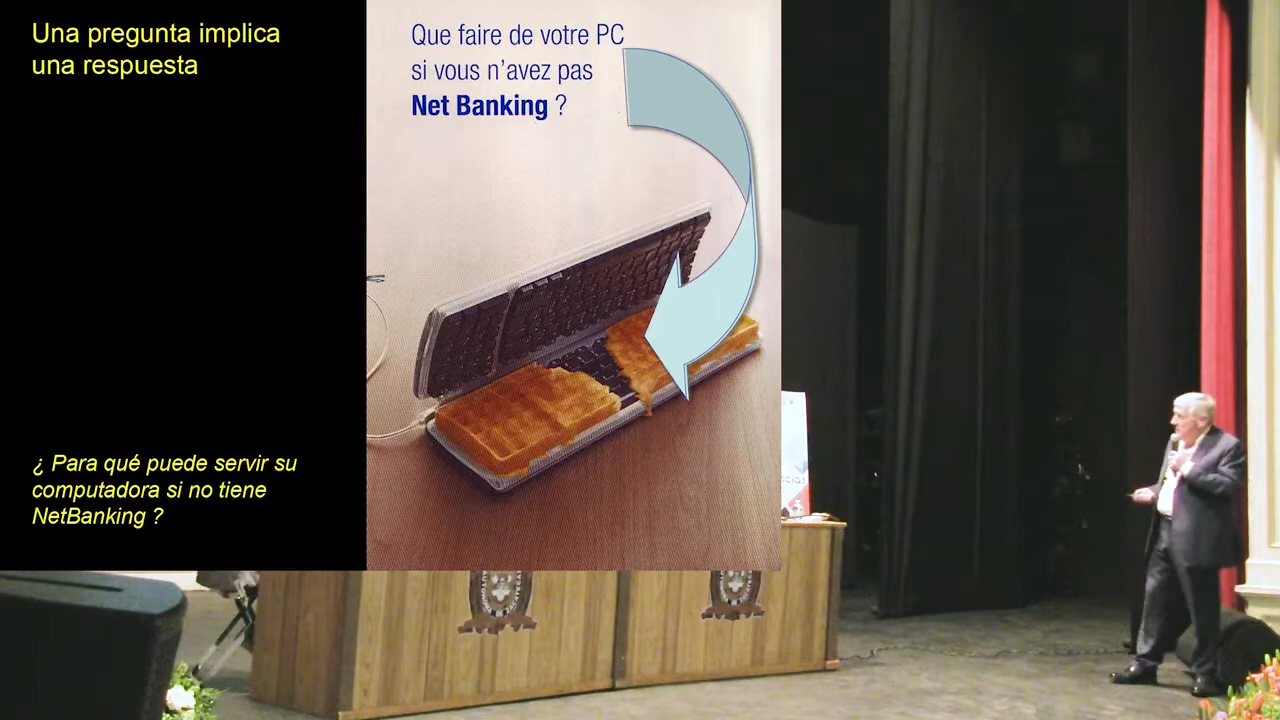 Una pregunta implica
una respuesta
Que faire de votre PC
si vous n'avez pas
Net Banking ?
¿ Para qué puede servir su
computadora si no tiene
NetBanking ?